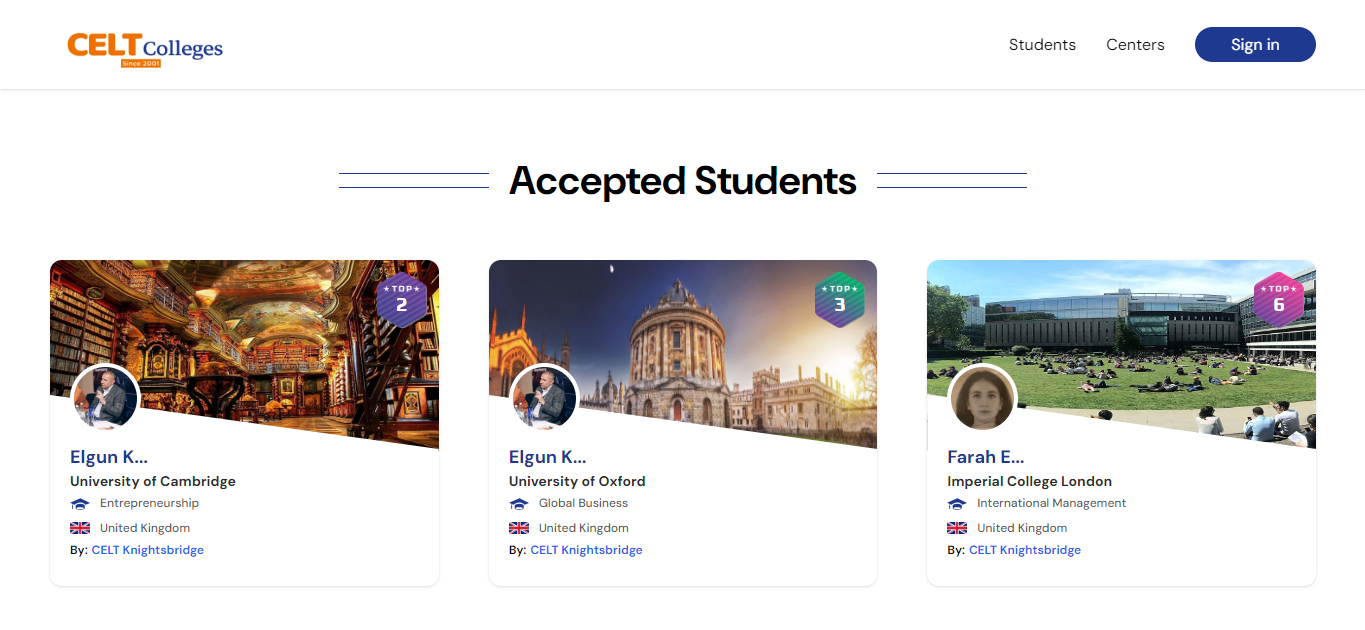 CELT Colleges
Since 2001
Students
Centers
Sign in
Accepted Students
TOP
2
Elgun K...
University of Cambridge
Entrepreneurship
United Kingdom
By: CELT Knightsbridge
TOP
3
Elgun K...
University of Oxford
Global Business
United Kingdom
By: CELT Knightsbridge
TOP
6
Farah E...
Imperial College London
International Management
United Kingdom
By: CELT Knightsbridge